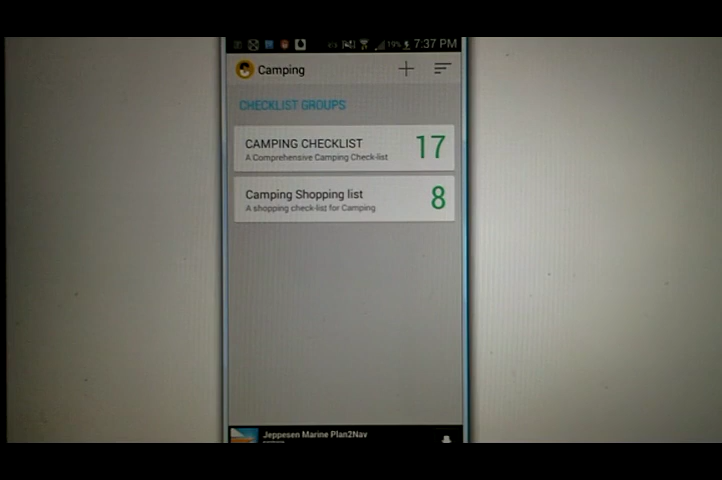 19% 7:37 PM
Camping
CHECKLIST GROUPS
CAMPING CHECKLIST 17
A Comprehensive Camping Check-list
Camping Shopping list 8
A shopping check-list for Camping
Jeppesen Marine Plan2Nav